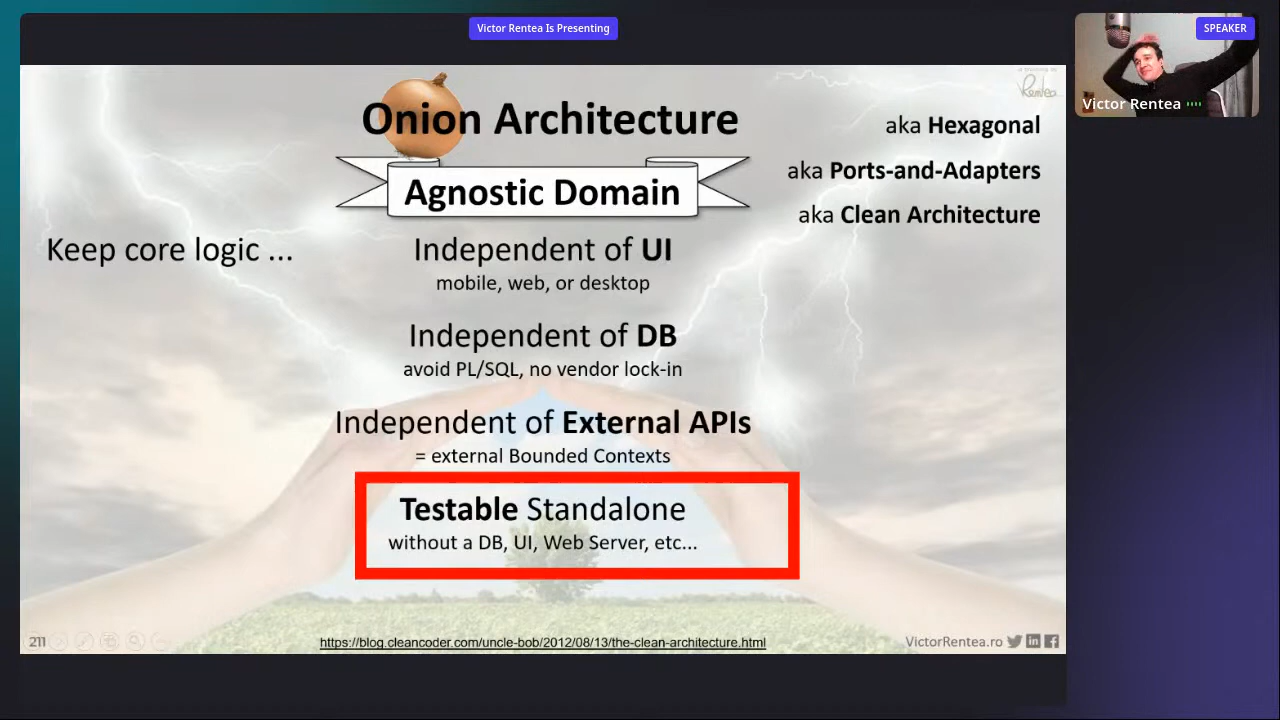 Victor Rentea Is Presenting
SPEAKER
Victor Rentea
Rentea
Onion Architecture
Agnostic Domain
aka Hexagonal
aka Ports-and-Adapters
aka Clean Architecture
Keep core logic ...
Independent of UI
mobile, web, or desktop
Independent of DB
avoid PL/SQL, no vendor lock-in
Independent of External APIs
= external Bounded Contexts
Testable Standalone
without a DB, UI, Web Server, etc...
211
https://blog.cleancoder.com/uncle-bob/2012/08/13/the-clean-architecture.html
VictorRentea.ro